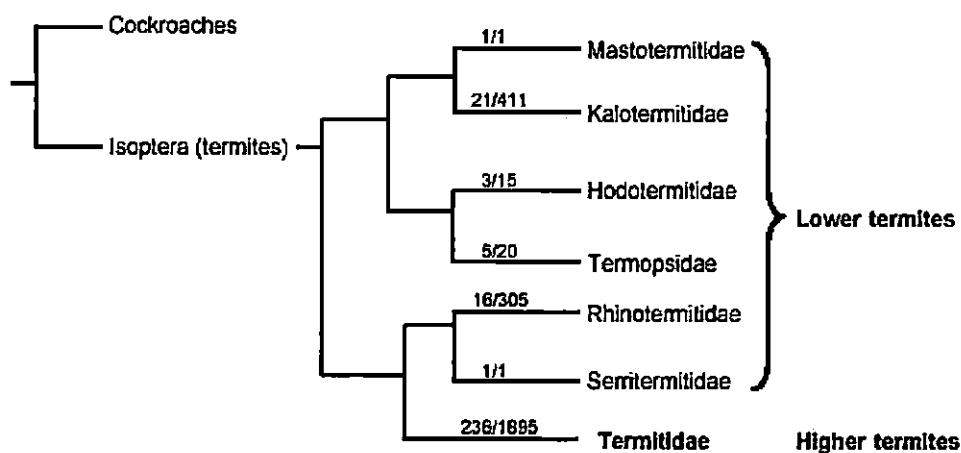 Cockroaches
Isoptera (termites)
1/1
Mastotermitidae
21/411
Kalotermitidae
3/15
Hodotermitidae
5/20
Termopsidae
16/305
Rhinotermitidae
1/1
Serritermitidae
Lower termites
236/1895
Termitidae
Higher termites